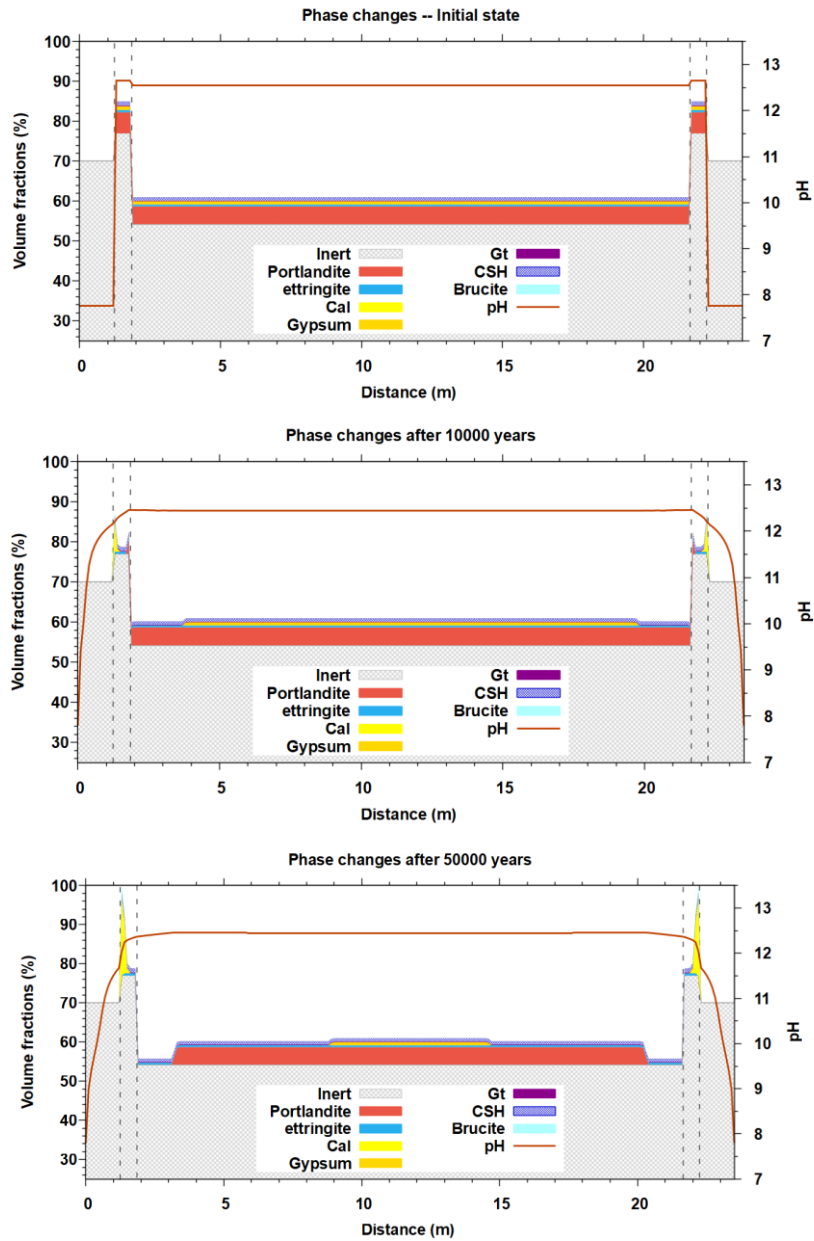 Phase changes -- Initial state
Volume fractions (%)
100
90
80
70
60
50
40
30
13
12
11
10
9
8
7
pH
Inert
Portlandite
ettringite
Cal
Gypsum
Gt
CSH
Brucite
pH
0 5 10 15 20
Distance (m)
Phase changes after 10000 years
Volume fractions (%)
100
90
80
70
60
50
40
30
13
12
11
10
9
8
7
pH
Inert
Portlandite
ettringite
Cal
Gypsum
Gt
CSH
Brucite
pH
0 5 10 15 20
Distance (m)
Phase changes after 50000 years
Volume fractions (%)
100
90
80
70
60
50
40
30
13
12
11
10
9
8
7
pH
Inert
Portlandite
ettringite
Cal
Gypsum
Gt
CSH
Brucite
pH
0 5 10 15 20
Distance (m)